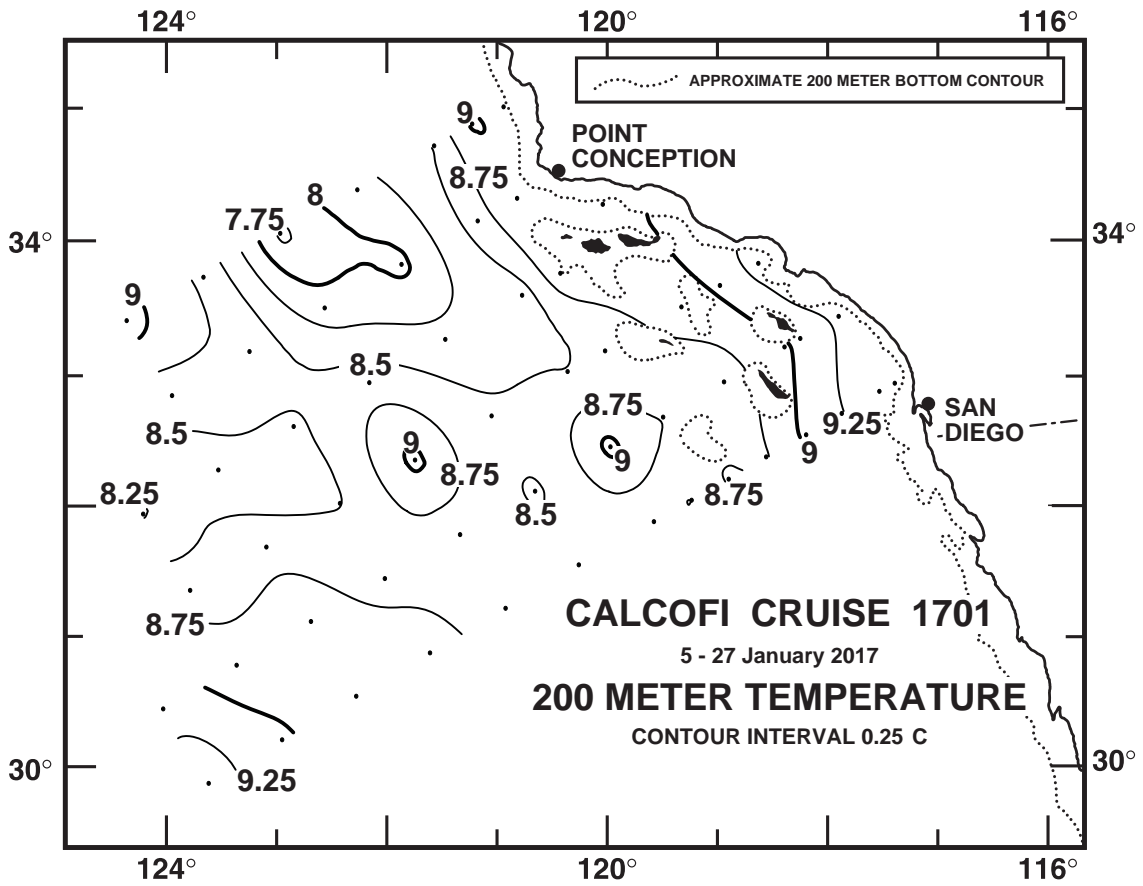 124° 120° 116°
APPROXIMATE 200 METER BOTTOM CONTOUR
9
POINT
CONCEPTION
8.75
8
7.75
34° 34°
9
8.5
8.75
8.5
9.25
SAN
DIEGO
9
9
9
8.75
8.25
8.75
8.5
CALCOFI CRUISE 1701
8.75
5 - 27 January 2017
200 METER TEMPERATURE
CONTOUR INTERVAL 0.25 C
30° 30°
9.25
124° 120° 116°